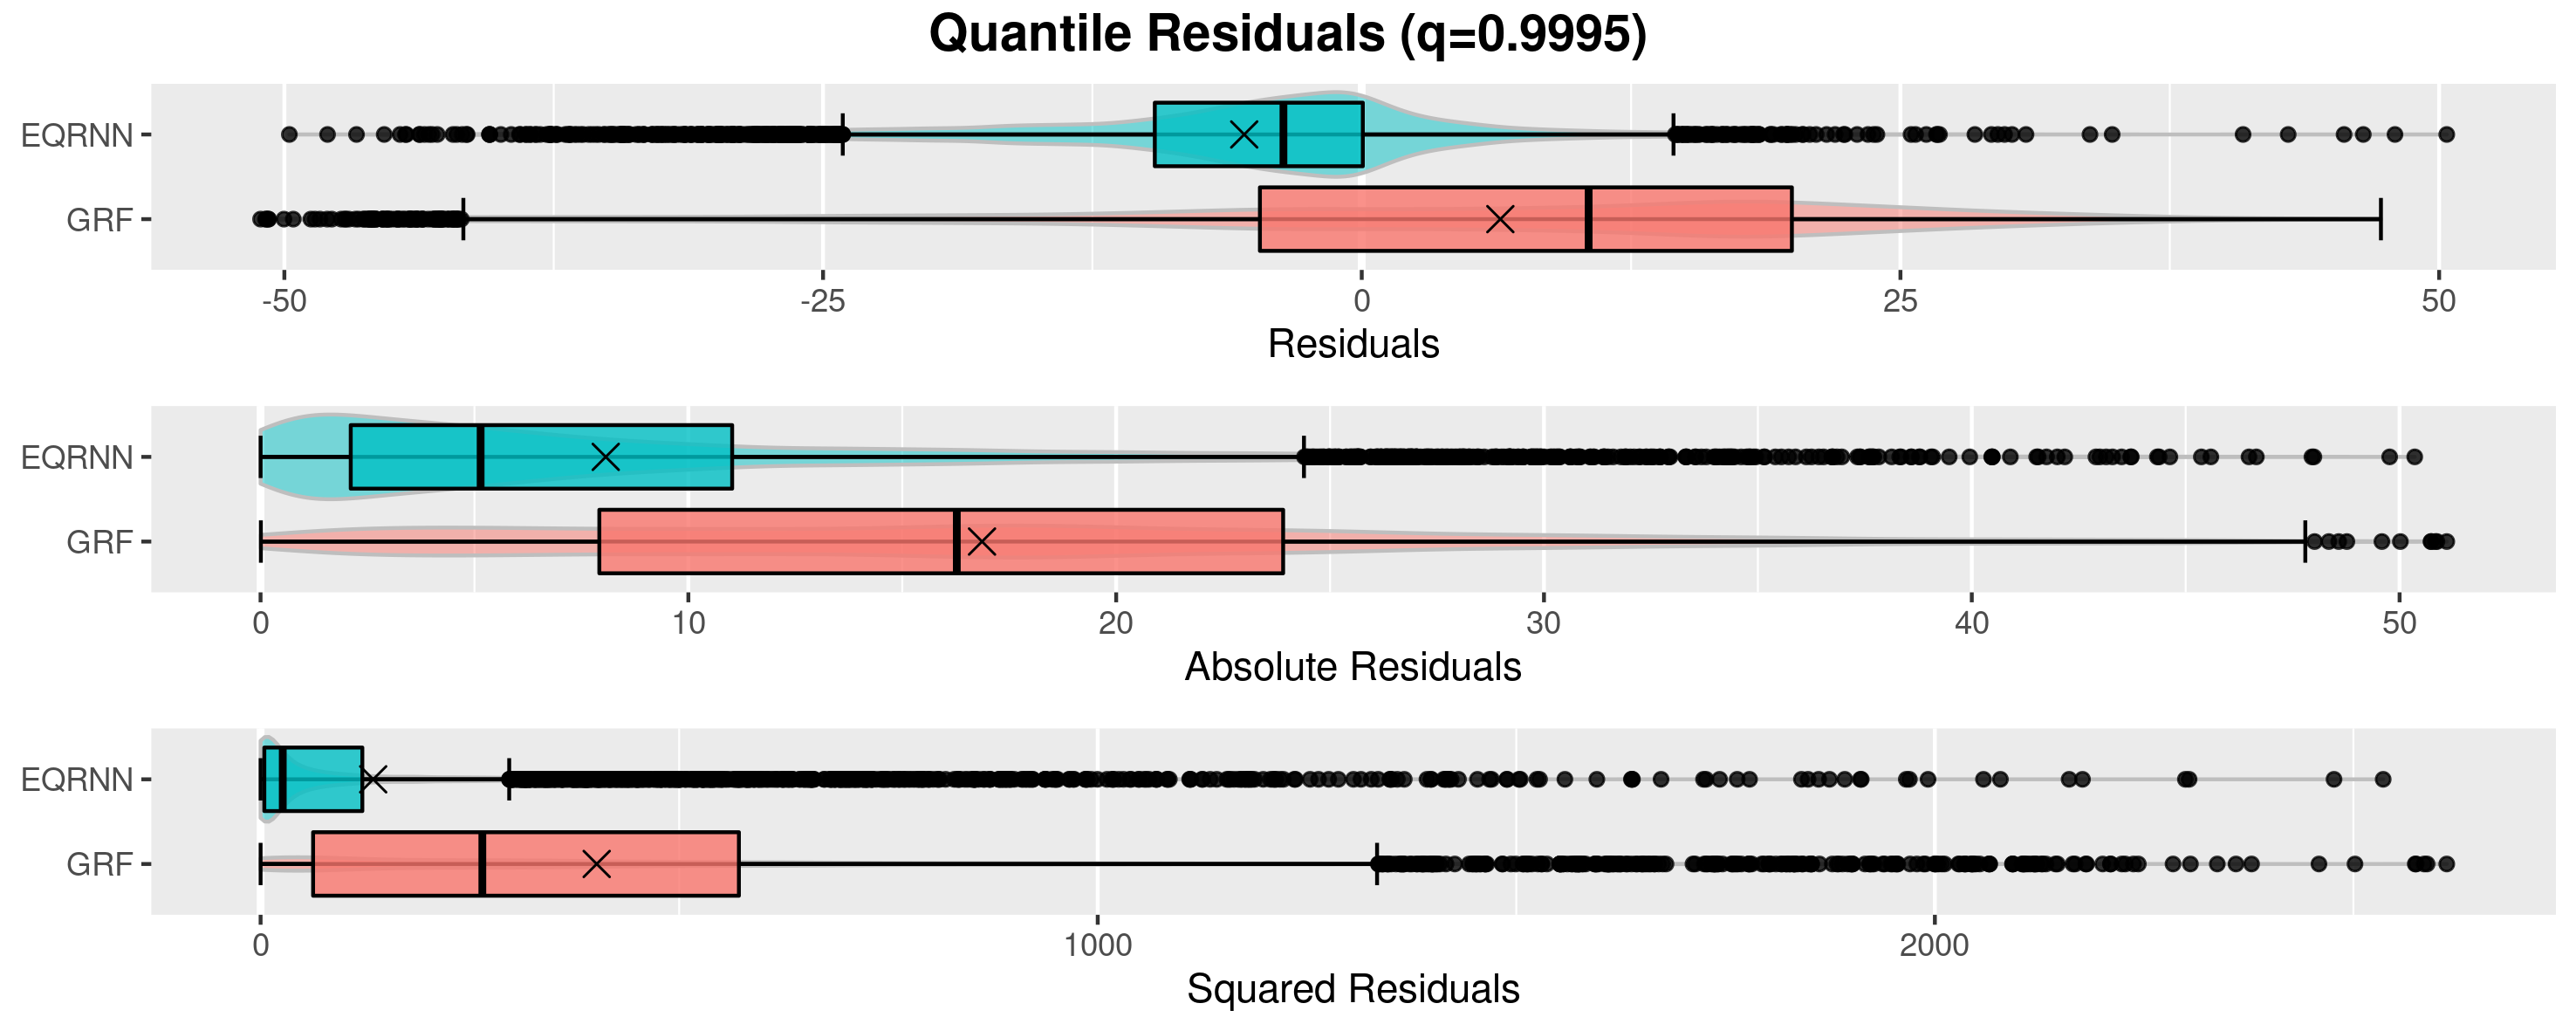 Quantile Residuals (q=0.9995)
EQRNN
GRF
-50 -25 0 25 50
Residuals
EQRNN
GRF
0 10 20 30 40 50
Absolute Residuals
EQRNN
GRF
0 1000 2000
Squared Residuals